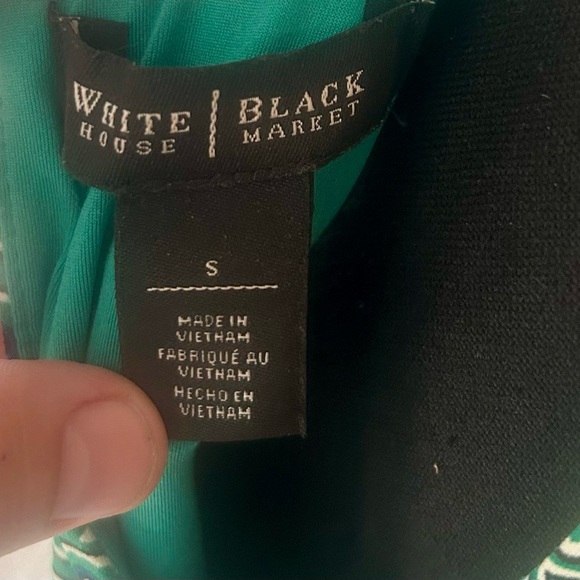 WHITE | BLACK
HOUSE | MARKET
S
MADE IN
VIETNAM
FABRIQUÉ AU
VIETNAM
HECHO EN
VIETNAM